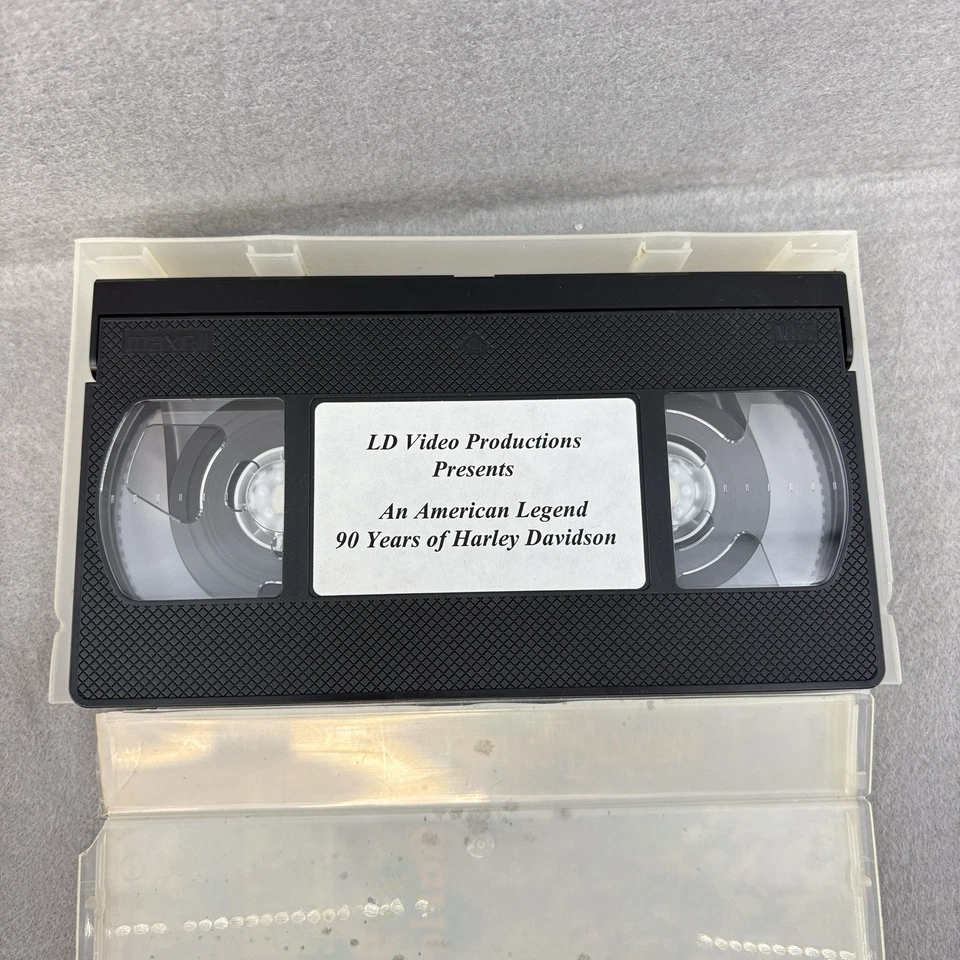 maxell
VHS
LD Video Productions
Presents
An American Legend
90 Years of Harley Davidson